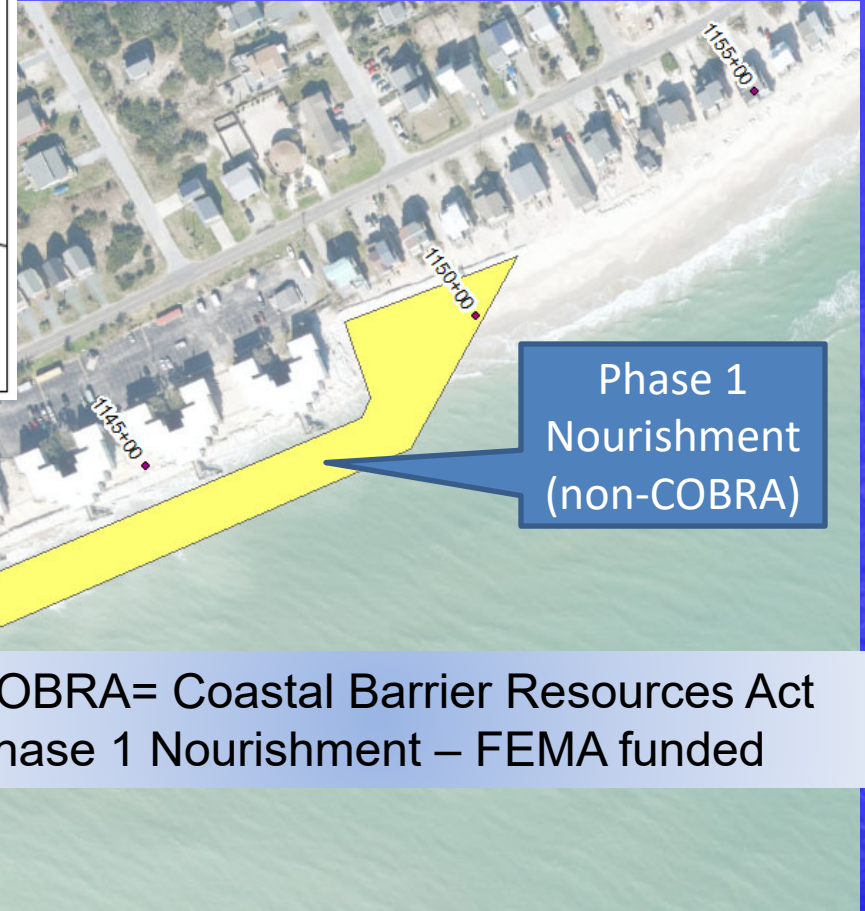 1155+00
1150+00
1145+00
Phase 1
Nourishment
(non-COBRA)
OBRA= Coastal Barrier Resources Act
hase 1 Nourishment – FEMA funded